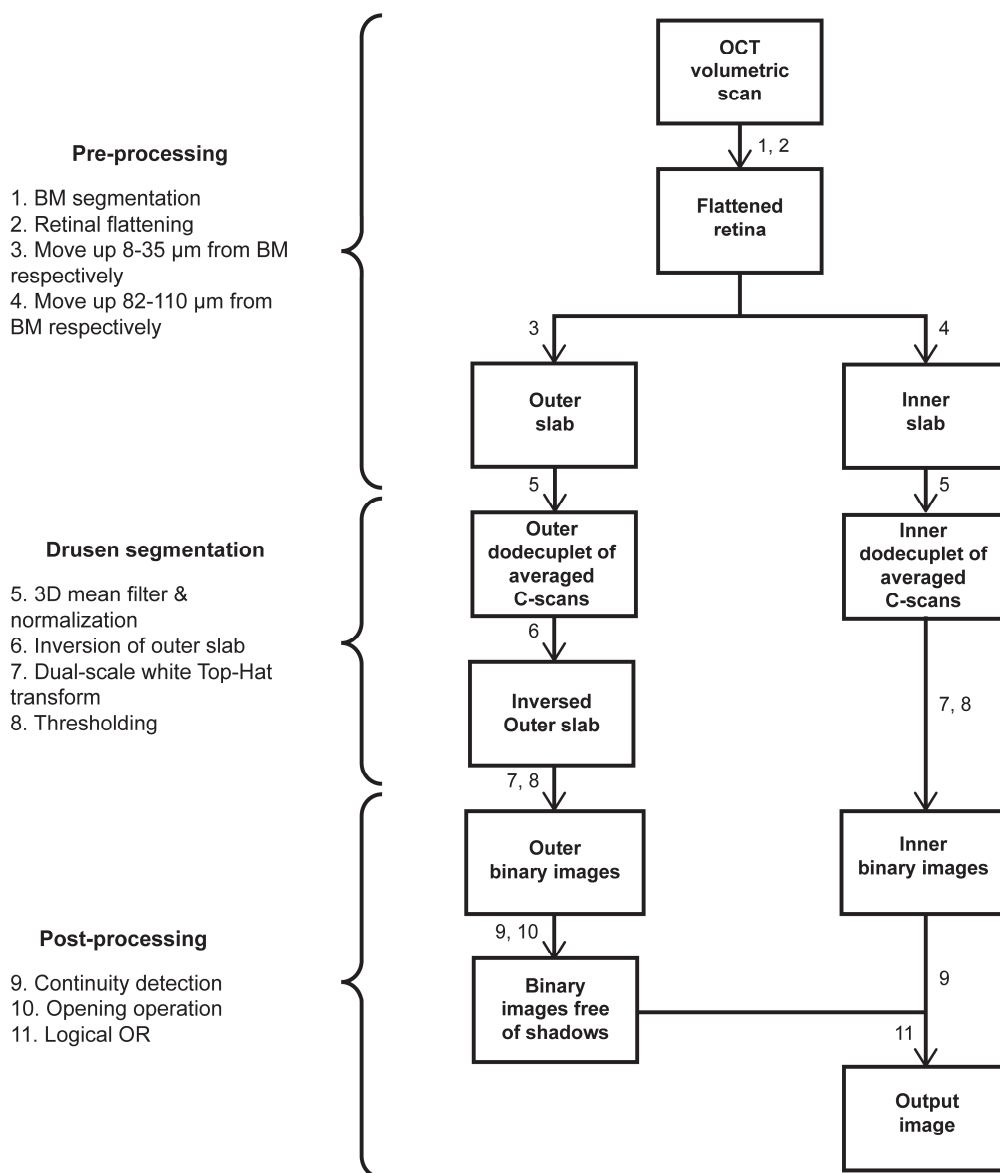 Pre-processing
1. BM segmentation
2. Retinal flattening
3. Move up 8-35 µm from BM
respectively
4. Move up 82-110 µm from
BM respectively
Drusen segmentation
5. 3D mean filter &
normalization
6. Inversion of outer slab
7. Dual-scale white Top-Hat
transform
8. Thresholding
Post-processing
9. Continuity detection
10. Opening operation
11. Logical OR
OCT
volumetric
scan
1, 2
Flattened
retina
3
4
Outer
slab
Inner
slab
5
5
Outer
dodecuplet of
averaged
C-scans
Inner
dodecuplet of
averaged
C-scans
6
Inversed
Outer slab
7, 8
7, 8
Outer
binary images
Inner
binary images
9, 10
9
Binary
images free
of shadows
11
Output
image